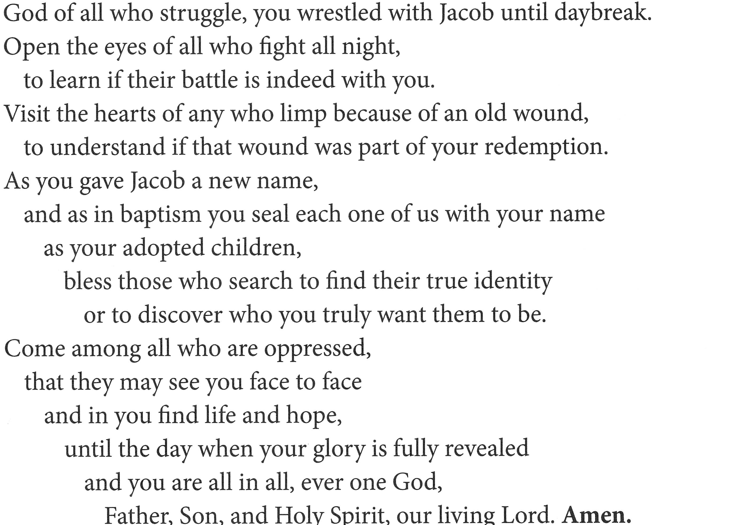 God of all who struggle, you wrestled with Jacob until daybreak.
Open the eyes of all who fight all night,
to learn if their battle is indeed with you.
Visit the hearts of any who limp because of an old wound,
to understand if that wound was part of your redemption.
As you gave Jacob a new name,
and as in baptism you seal each one of us with your name
as your adopted children,
bless those who search to find their true identity
or to discover who you truly want them to be.
Come among all who are oppressed,
that they may see you face to face
and in you find life and hope,
until the day when your glory is fully revealed
and you are all in all, ever one God,
Father, Son, and Holy Spirit, our living Lord. Amen.